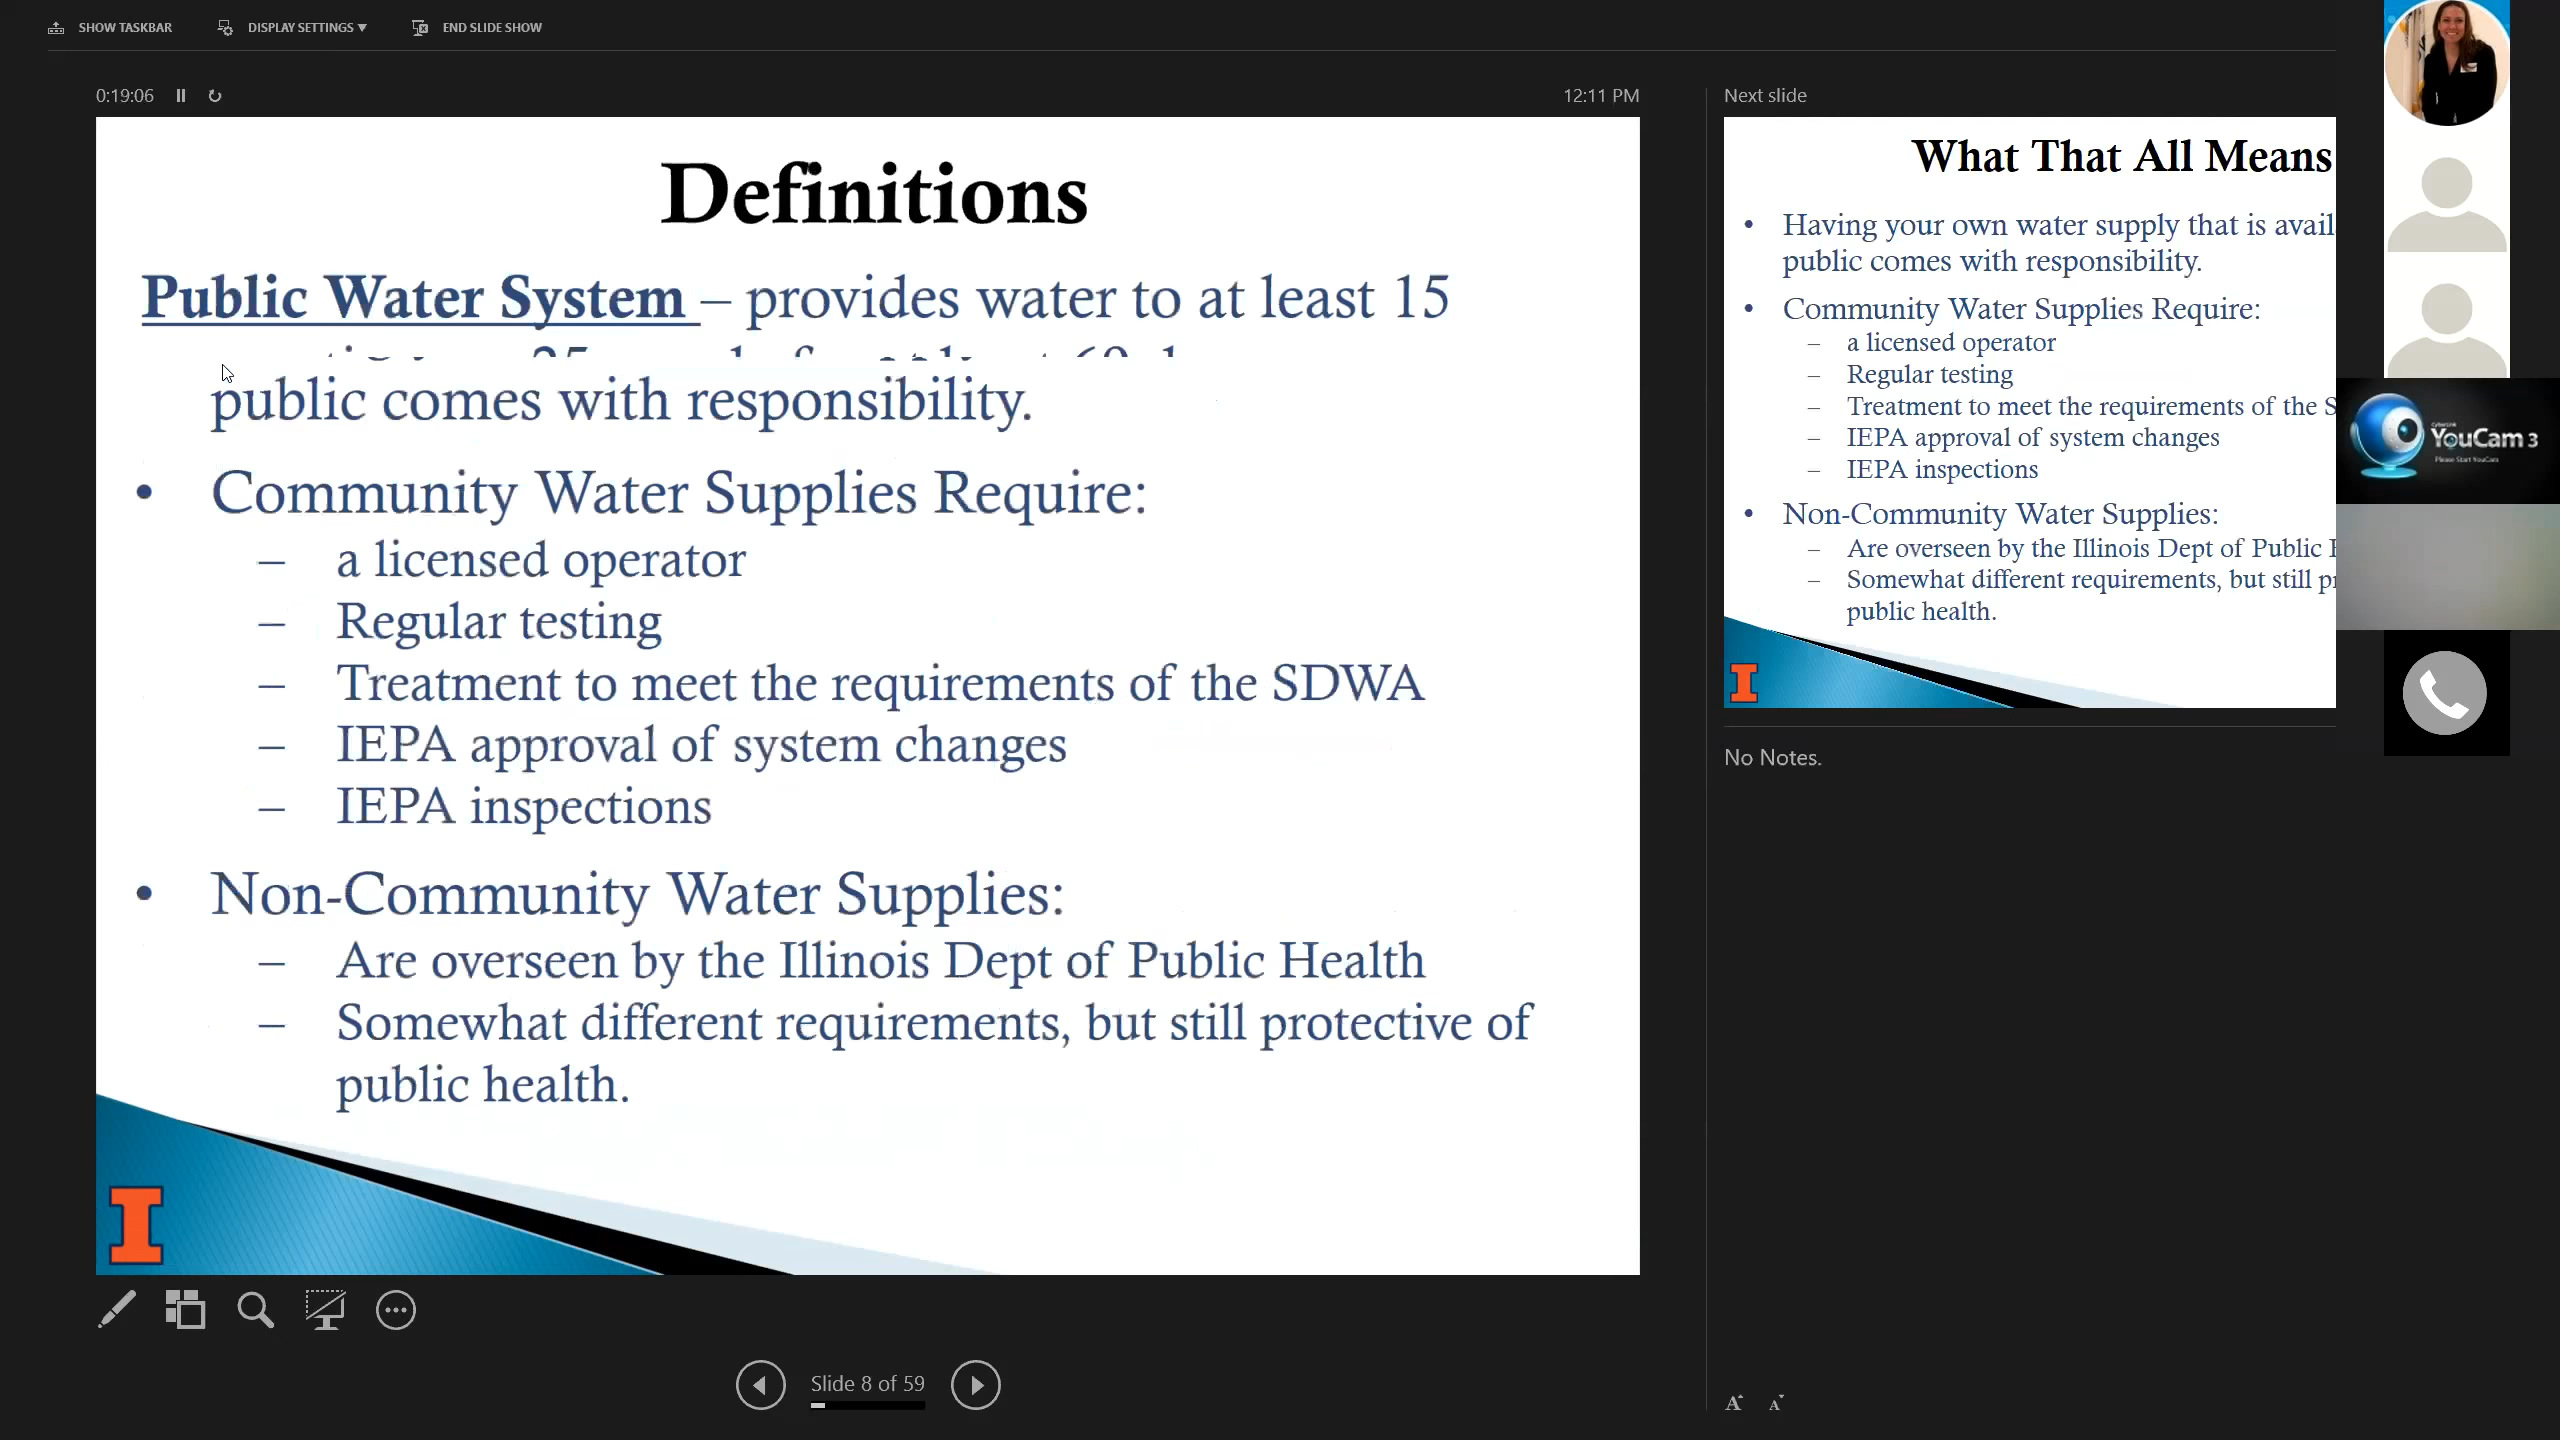 SHOW TASKBAR
DISPLAY SETTINGS ▼
END SLIDE SHOW
0:19:06
12:11 PM
Definitions
Public Water System – provides water to at least 15
public comes with responsibility.
• Community Water Supplies Require:
– a licensed operator
– Regular testing
– Treatment to meet the requirements of the SDWA
– IEPA approval of system changes
– IEPA inspections
• Non-Community Water Supplies:
– Are overseen by the Illinois Dept of Public Health
– Somewhat different requirements, but still protective of
public health.
I
Slide 8 of 59
Next slide
What That All Means
• Having your own water supply that is avail
public comes with responsibility.
• Community Water Supplies Require:
– a licensed operator
– Regular testing
– Treatment to meet the requirements of the S
– IEPA approval of system changes
– IEPA inspections
• Non-Community Water Supplies:
– Are overseen by the Illinois Dept of Public
– Somewhat different requirements, but still
public health.
I
No Notes.
A A
CyberLink
YouCam 3
Please Start YouCam